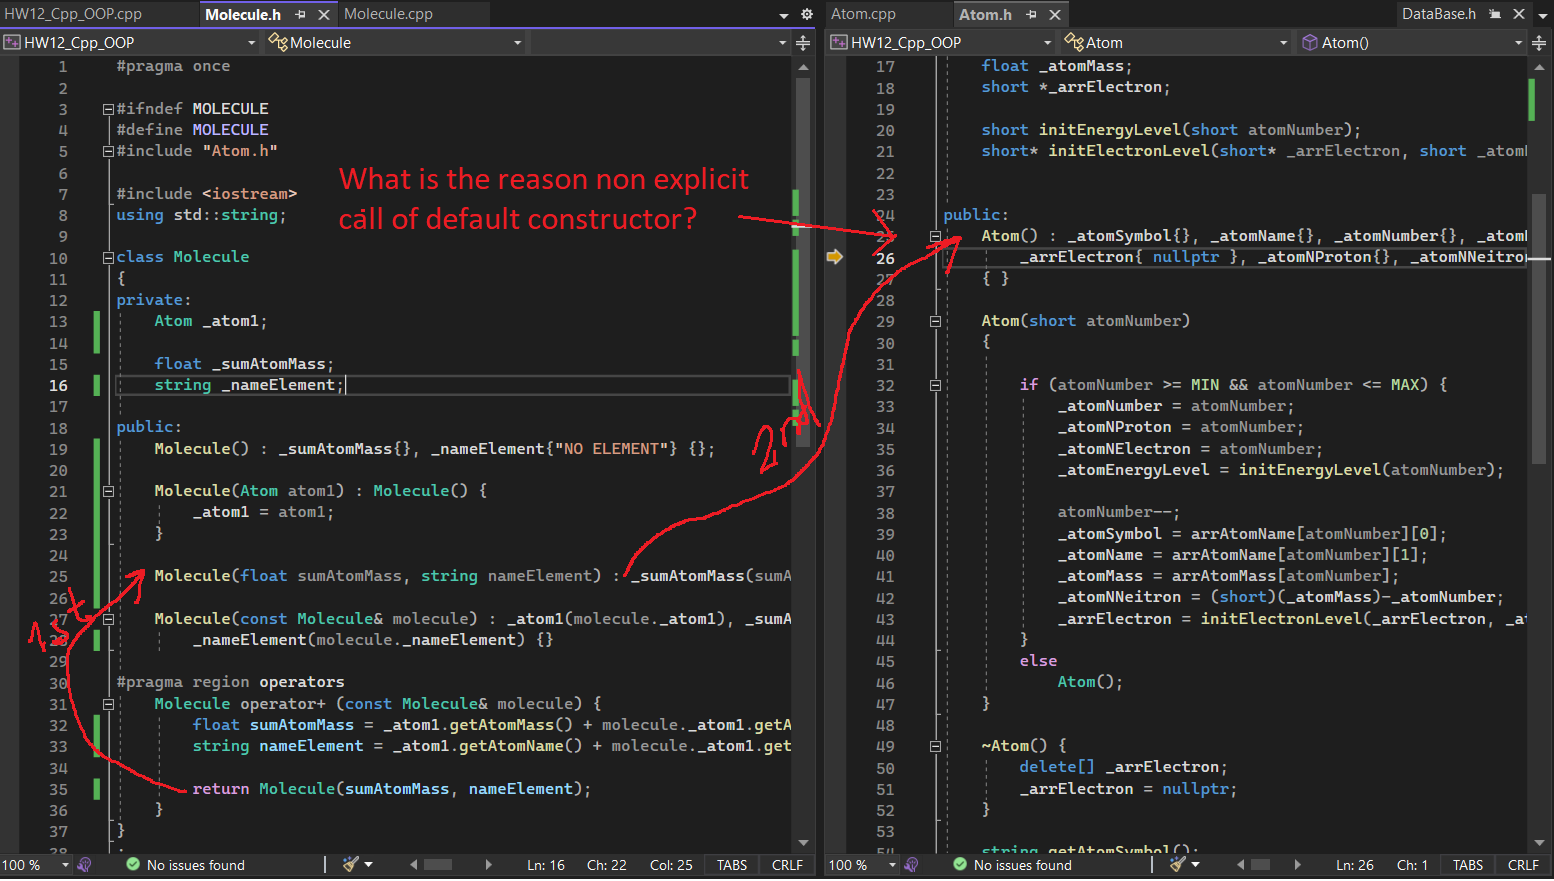 HW12_Cpp_OOP.cpp Molecule.h Molecule.cpp
HW12_Cpp_OOP Molecule
1 #pragma once
2
3 #ifndef MOLECULE
4 #define MOLECULE
5 #include "Atom.h"
6
7 #include <iostream>
8 using std::string;
9
10 class Molecule
11 {
12 private:
13 Atom _atom1;
14
15 float _sumAtomMass;
16 string _nameElement;
17
18 public:
19 Molecule() : _sumAtomMass{}, _nameElement{"NO ELEMENT"} {};
20
21 Molecule(Atom atom1) : Molecule() {
22 _atom1 = atom1;
23 }
24
25 Molecule(float sumAtomMass, string nameElement) : _sumAtomMass(sumA
26
27 Molecule(const Molecule& molecule) : _atom1(molecule._atom1), _sumA
28 _nameElement(molecule._nameElement) {}
29
30 #pragma region operators
31 Molecule operator+ (const Molecule& molecule) {
32 float sumAtomMass = _atom1.getAtomMass() + molecule._atom1.getA
33 string nameElement = _atom1.getAtomName() + molecule._atom1.get
34
35 return Molecule(sumAtomMass, nameElement);
36 }
37 }
38
What is the reason non explicit
call of default constructor?
1st
2nd
100 % No issues found Ln: 16 Ch: 22 Col: 25 TABS CRLF
Atom.cpp Atom.h DataBase.h
HW12_Cpp_OOP Atom Atom()
17 float _atomMass;
18 short *_arrElectron;
19
20 short initEnergyLevel(short atomNumber);
21 short* initElectronLevel(short* _arrElectron, short _atom
22
23
24 public:
25 Atom() : _atomSymbol{}, _atomName{}, _atomNumber{},
26 _arrElectron{ nullptr }, _atomNProton{}, _atomNNeitron
27 { }
28
29 Atom(short atomNumber)
30 {
31
32 if (atomNumber >= MIN && atomNumber <= MAX) {
33 _atomNumber = atomNumber;
34 _atomNProton = atomNumber;
35 _atomNElectron = atomNumber;
36 _atomEnergyLevel = initEnergyLevel(atomNumber);
37
38 atomNumber--;
39 _atomSymbol = arrAtomName[atomNumber][0];
40 _atomName = arrAtomName[atomNumber][1];
41 _atomMass = arrAtomMass[atomNumber];
42 _atomNNeitron = (short)(_atomMass)-_atomNumber;
43 _arrElectron = initElectronLevel(_arrElectron, _at
44 }
45 else
46 Atom();
47 }
48
49 ~Atom() {
50 delete[] _arrElectron;
51 _arrElectron = nullptr;
52 }
53
string getAtomSymbol();
100 % No issues found Ln: 26 Ch: 1 TABS CRLF